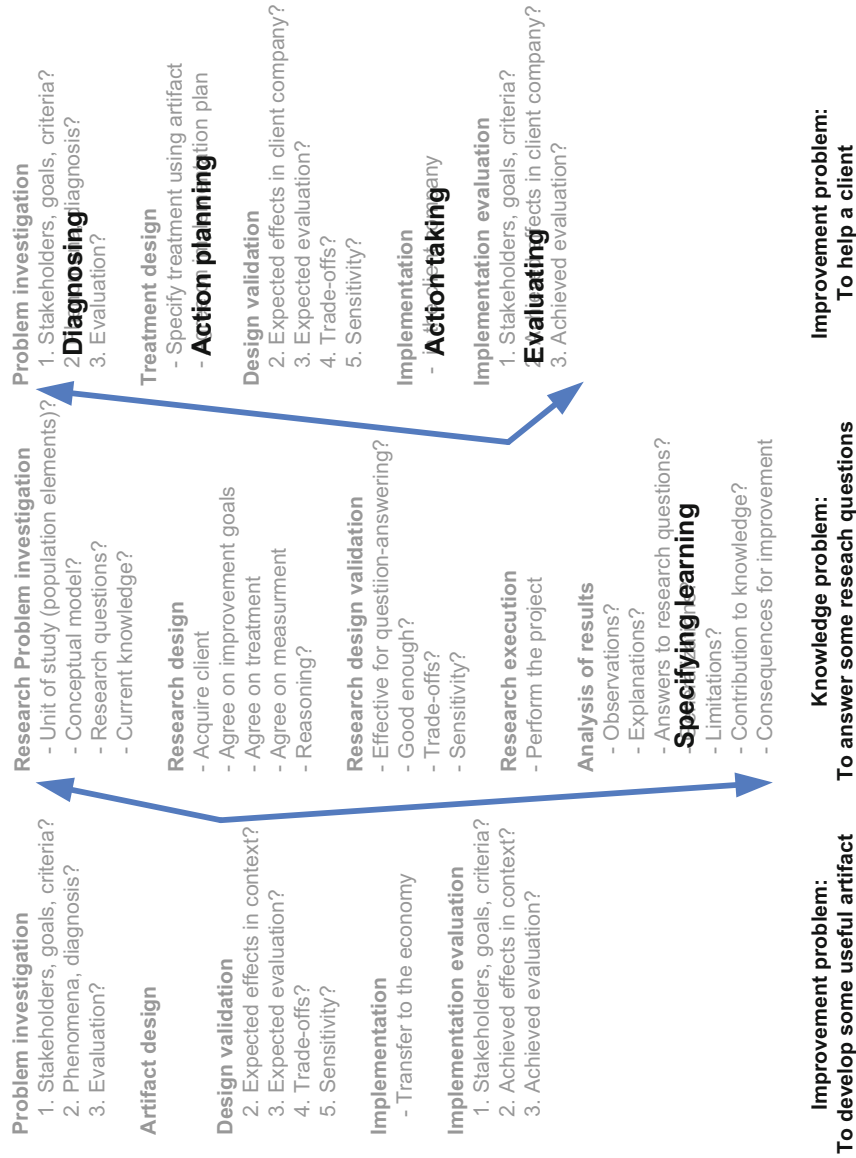 Problem investigation
1. Stakeholders, goals, criteria?
2. Phenomena, diagnosis?
3. Evaluation?
Artifact design
Design validation
2. Expected effects in context?
3. Expected evaluation?
4. Trade-offs?
5. Sensitivity?
Implementation
- Transfer to the economy
Implementation evaluation
1. Stakeholders, goals, criteria?
2. Achieved effects in context?
3. Achieved evaluation?
Improvement problem:
To develop some useful artifact
Research Problem investigation
- Unit of study (population elements)?
- Conceptual model?
- Research questions?
- Current knowledge?
Research design
- Acquire client
- Agree on improvement goals
- Agree on treatment
- Agree on measurment
- Reasoning?
Research design validation
- Effective for questiion-answering?
- Good enough?
- Trade-offs?
- Sensitivity?
Research execution
- Perform the project
Analysis of results
- Observations?
- Explanations?
- Answers to research questions?
Specifying learning
- Limitations?
- Contribution to knowledge?
- Consequences for improvement
Knowledge problem:
To answer some reseach questions
Problem investigation
1. Stakeholders, goals, criteria?
2 diagnosis?
Diagnosing
3. Evaluation?
Treatment design
- Specify treatment using artifact
- plan
Action planning
Design validation
2. Expected effects in client company?
3. Expected evaluation?
4. Trade-offs?
5. Sensitivity?
Implementation
-
Action taking
Implementation evaluation
1. Stakeholders, goals, criteria?
in client company?
Evaluating
3. Achieved evaluation?
Improvement problem:
To help a client